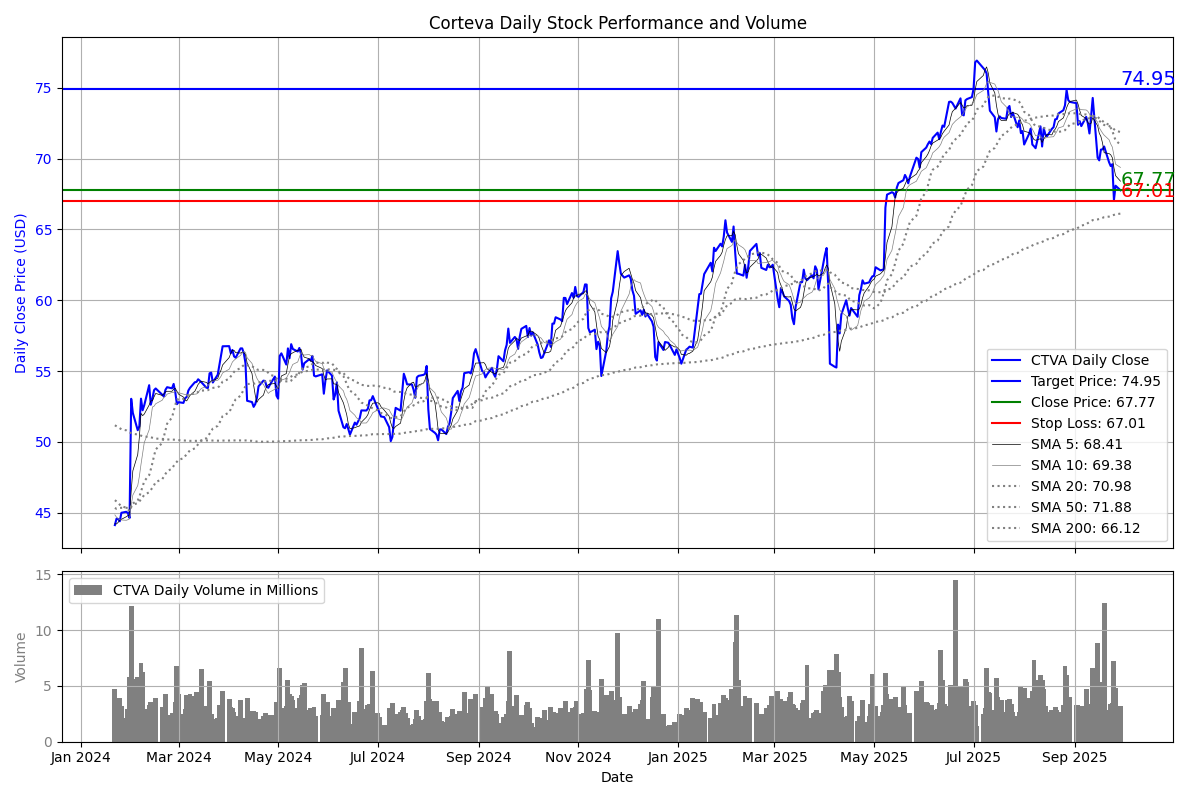 Corteva Daily Stock Performance and Volume
Daily Close Price (USD)
75
70
65
60
55
50
45
74.95
67.77
67.01
CTVA Daily Close
Target Price: 74.95
Close Price: 67.77
Stop Loss: 67.01
SMA 5: 68.41
SMA 10: 69.38
SMA 20: 70.98
SMA 50: 71.88
SMA 200: 66.12
Volume
15
10
5
0
CTVA Daily Volume in Millions
Jan 2024 Mar 2024 May 2024 Jul 2024 Sep 2024 Nov 2024 Jan 2025 Mar 2025 May 2025 Jul 2025 Sep 2025
Date